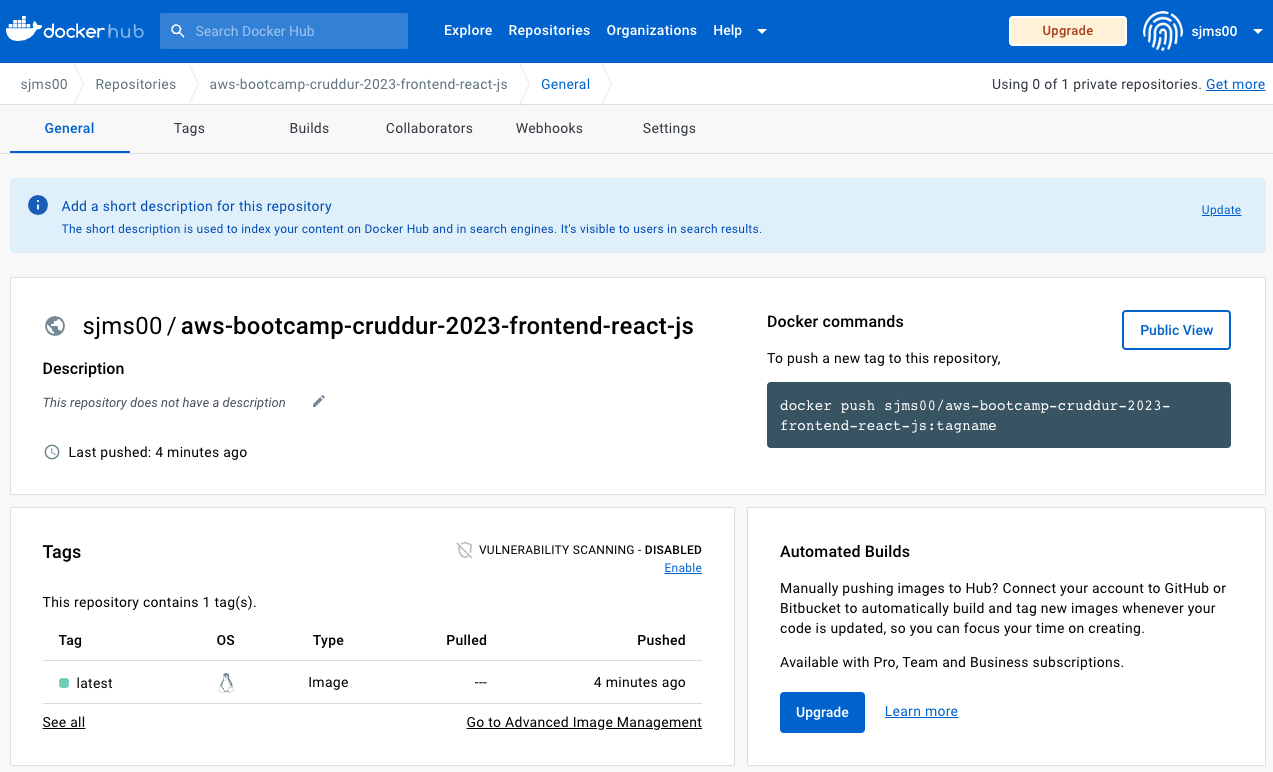 dockerhub
Search Docker Hub
Explore Repositories Organizations Help
Upgrade
sjms00
sjms00 Repositories aws-bootcamp-cruddur-2023-frontend-react-js General
Using 0 of 1 private repositories. Get more
General Tags Builds Collaborators Webhooks Settings
Add a short description for this repository
The short description is used to index your content on Docker Hub and in search engines. It's visible to users in search results.
Update
sjms00 / aws-bootcamp-cruddur-2023-frontend-react-js
Description
This repository does not have a description
Last pushed: 4 minutes ago
Docker commands
Public View
To push a new tag to this repository,
docker push sjms00/aws-bootcamp-cruddur-2023-
frontend-react-js:tagname
Tags
VULNERABILITY SCANNING - DISABLED
Enable
This repository contains 1 tag(s).
Tag OS Type Pulled Pushed
latest Image --- 4 minutes ago
See all
Go to Advanced Image Management
Automated Builds
Manually pushing images to Hub? Connect your account to GitHub or
Bitbucket to automatically build and tag new images whenever your
code is updated, so you can focus your time on creating.
Available with Pro, Team and Business subscriptions.
Upgrade
Learn more